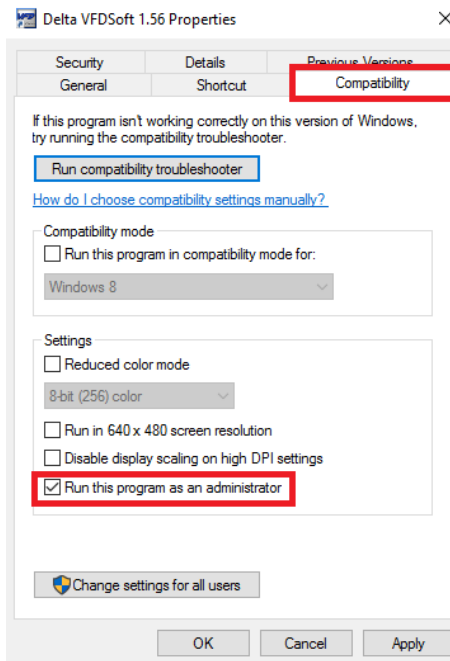 Delta VFDSoft 1.56 Properties
Security Details Previous Versions
General Shortcut Compatibility
If this program isn't working correctly on this version of Windows,
try running the compatibility troubleshooter.
Run compatibility troubleshooter
How do I choose compatibility settings manually?
Compatibility mode
Run this program in compatibility mode for:
Windows 8
Settings
Reduced color mode
8-bit (256) color
Run in 640 x 480 screen resolution
Disable display scaling on high DPI settings
Run this program as an administrator
Change settings for all users
OK Cancel Apply